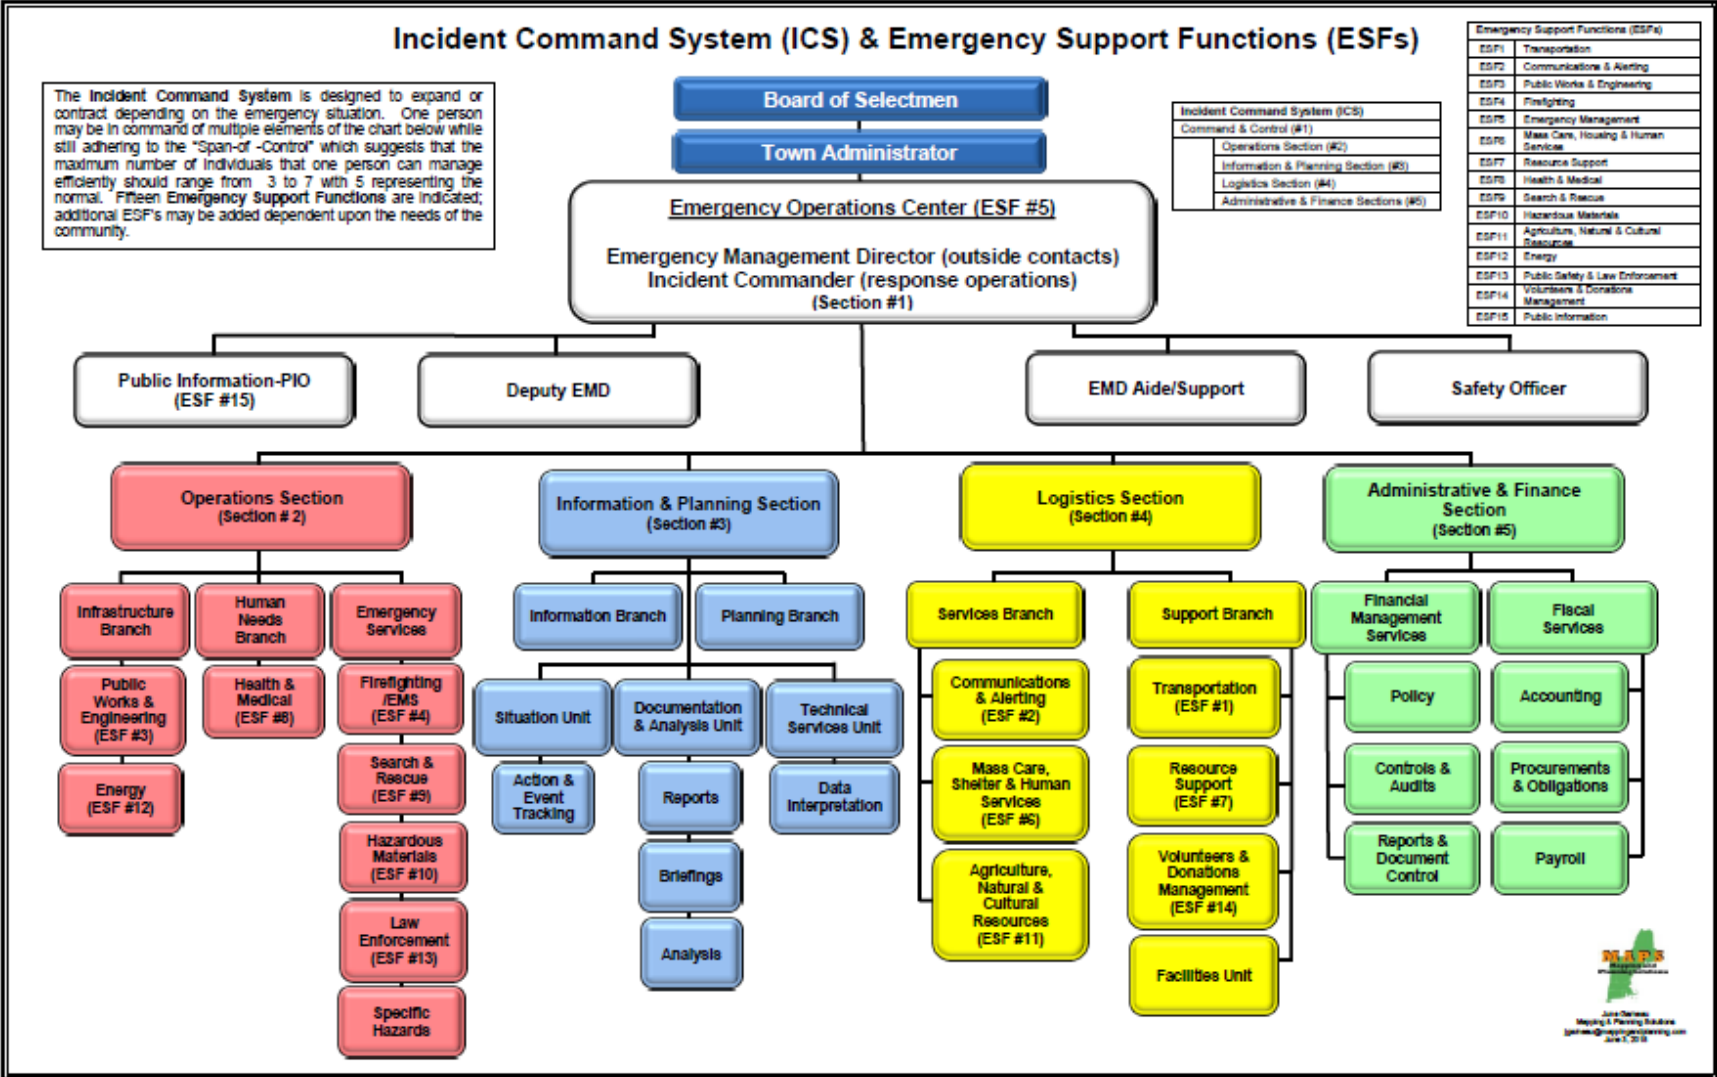 Incident Command System (ICS) & Emergency Support Functions (ESFs)
The Incident Command System is designed to expand or
contract depending on the emergency situation. One person
may be in command of multiple elements of the chart below while
still adhering to the "Span-of -Control" which suggests that the
maximum number of individuals that one person can manage
efficiently should range from 3 to 7 with 5 representing the
normal. Fifteen Emergency Support Functions are indicated;
additional ESF's may be added dependent upon the needs of the
community.
Board of Selectmen
Town Administrator
Emergency Operations Center (ESF #5)
Emergency Management Director (outside contacts)
Incident Commander (response operations)
(Section #1)
Incident Command System (ICS)
Command & Control (#1)
Operations Section (#2)
Information & Planning Section (#3)
Logistics Section (#4)
Administrative & Finance Sections (#5)
Emergency Support Functions (ESFs)
ESF1 Transportation
ESF2 Communications & Alerting
ESF3 Public Works & Engineering
ESF4 Firefighting
ESF5 Emergency Management
ESF6 Mass Care, Housing & Human
Services
ESF7 Resource Support
ESF8 Health & Medical
ESF9 Search & Rescue
ESF10 Hazardous Materials
ESF11 Agriculture, Natural & Cultural
Resources
ESF12 Energy
ESF13 Public Safety & Law Enforcement
ESF14 Volunteers & Donations
Management
ESF15 Public Information
Public Information-PIO
(ESF #15)
Deputy EMD
EMD Aide/Support
Safety Officer
Operations Section
(Section # 2)
Information & Planning Section
(Section #3)
Logistics Section
(Section #4)
Administrative & Finance
Section
(Section #5)
Infrastructure
Branch
Human
Needs
Branch
Emergency
Services
Public
Works &
Engineering
(ESF #3)
Health &
Medical
(ESF #8)
Firefighting
/EMS
(ESF #4)
Energy
(ESF #12)
Search &
Rescue
(ESF #9)
Hazardous
Materials
(ESF #10)
Law
Enforcement
(ESF #13)
Specific
Hazards
Information Branch
Planning Branch
Situation Unit
Documentation
& Analysis Unit
Technical
Services Unit
Action &
Event
Tracking
Reports
Data
Interpretation
Briefings
Analysis
Services Branch
Support Branch
Communications
& Alerting
(ESF #2)
Transportation
(ESF #1)
Mass Care,
Shelter & Human
Services
(ESF #6)
Resource
Support
(ESF #7)
Agriculture,
Natural &
Cultural
Resources
(ESF #11)
Volunteers &
Donations
Management
(ESF #14)
Facilities Unit
Financial
Management
Services
Fiscal
Services
Policy
Accounting
Controls &
Audits
Procurements
& Obligations
Reports &
Document
Control
Payroll
MAPS
Mapping and
Planning Solutions
June Garneau
Mapping & Planning Solutions
jgarneau@mappingandplanning.com